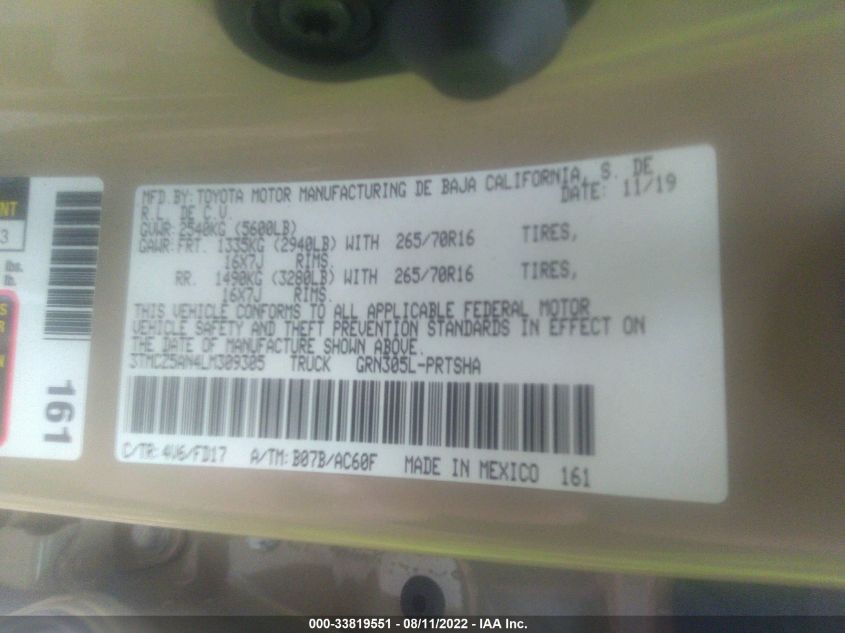 MFD.BY:TOYOTA MOTOR MANUFACTURING DE BAJA CALIFORNIA, S. DE
R.L. DE C.V. DATE: 11/19
GVWR:2540KG (5600LB)
GAWR:FRT. 1335KG (2940LB) WITH 265/70R16 TIRES,
16X7J RIMS.
RR. 1490KG (3280LB) WITH 265/70R16 TIRES,
16X7J RIMS.
THIS VEHICLE CONFORMS TO ALL APPLICABLE FEDERAL MOTOR
VEHICLE SAFETY AND THEFT PREVENTION STANDARDS IN EFFECT ON
THE DATE OF MANUFACTURE SHOWN ABOVE.
3TMCZ5AN4LM309305 TRUCK GRN305L-PRTSHA
C/TR: 4V6/FD17 A/TM: B07B/AC60F MADE IN MEXICO 161
NT
3
lbs.
lb.
S
R
N
161
000-33819551 - 08/11/2022 - IAA Inc.